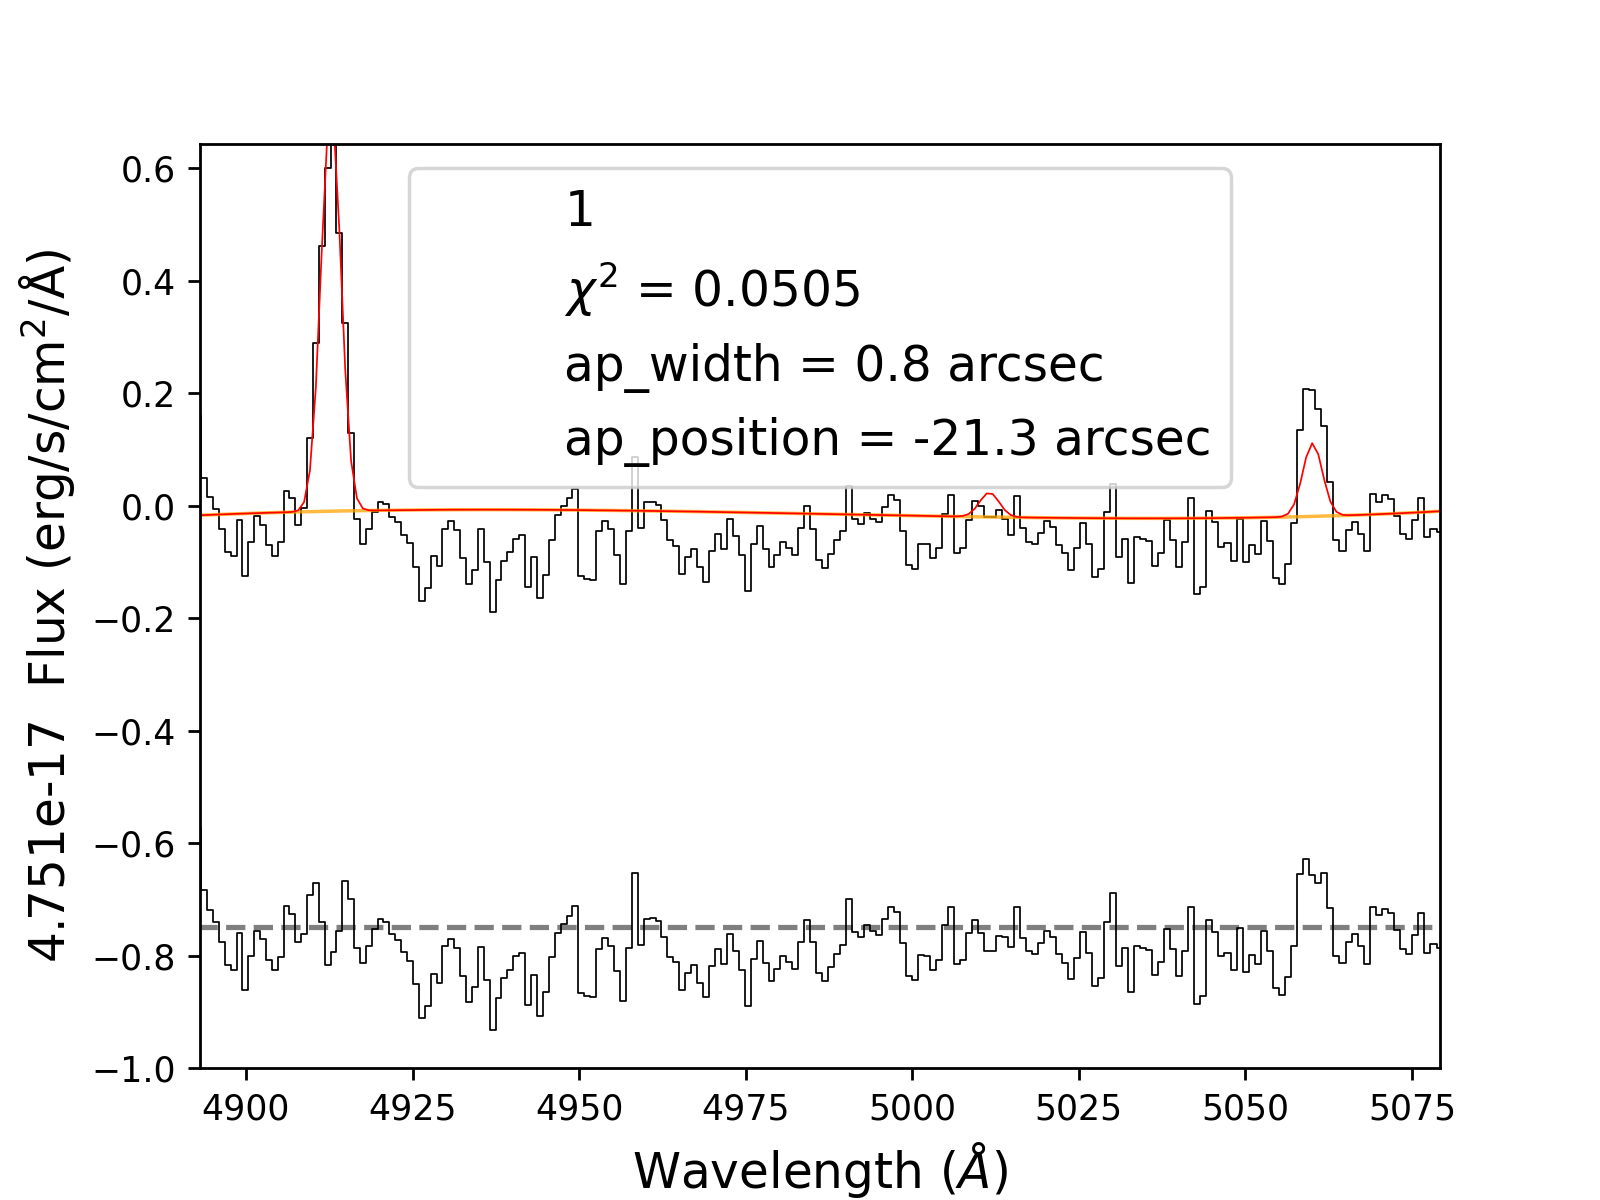 1
χ² = 0.0505
ap_width = 0.8 arcsec
ap_position = -21.3 arcsec
0.6
0.4
0.2
0.0
−0.2
−0.4
−0.6
−0.8
−1.0
4900 4925 4950 4975 5000 5025 5050 5075
Wavelength (Å)
4.751e-17 Flux (erg/s/cm²/Å)